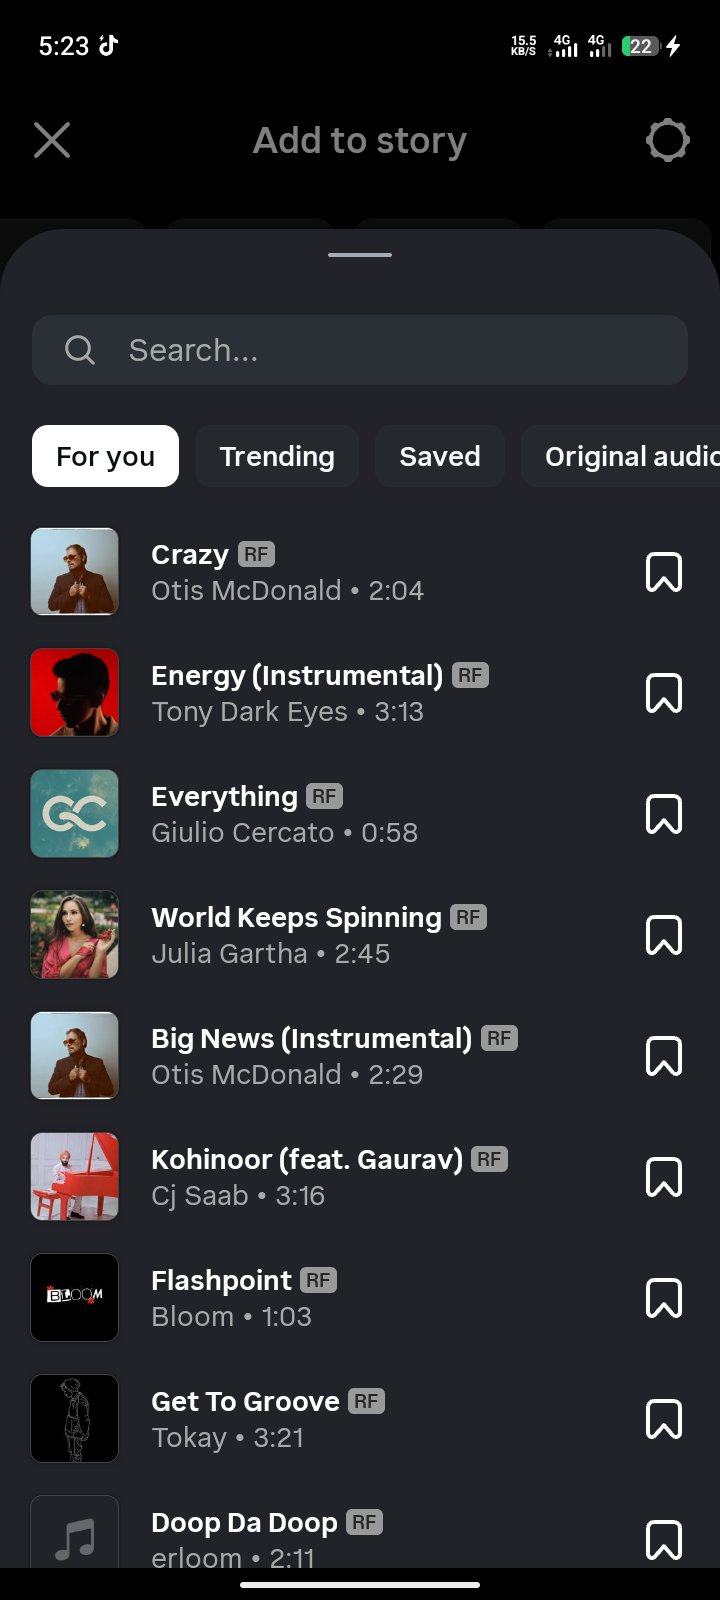 5:23
15.5 KB/S 4G 4G 22
Add to story
Search...
For you Trending Saved Original audio
Crazy RF
Otis McDonald • 2:04
Energy (Instrumental) RF
Tony Dark Eyes • 3:13
GC
Everything RF
Giulio Cercato • 0:58
World Keeps Spinning RF
Julia Gartha • 2:45
Big News (Instrumental) RF
Otis McDonald • 2:29
Kohinoor (feat. Gaurav) RF
Cj Saab • 3:16
BLOOM
Flashpoint RF
Bloom • 1:03
Get To Groove RF
Tokay • 3:21
Doop Da Doop RF
erloom • 2:11